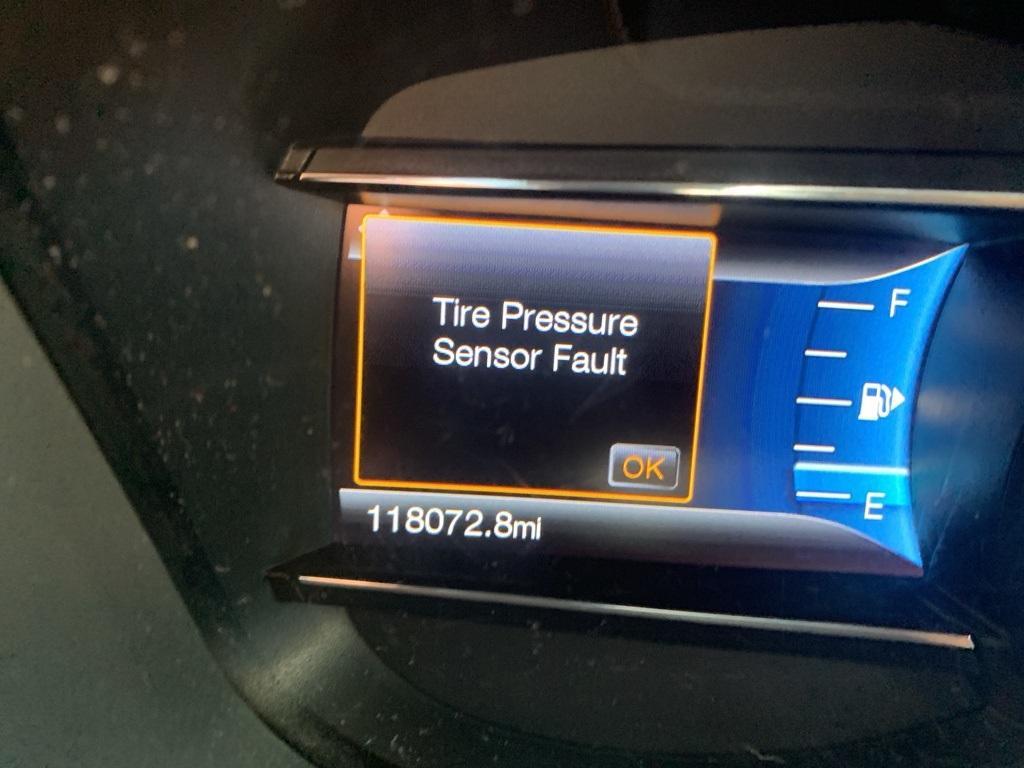 Tire Pressure
Sensor Fault
OK
118072.8mi
F
E